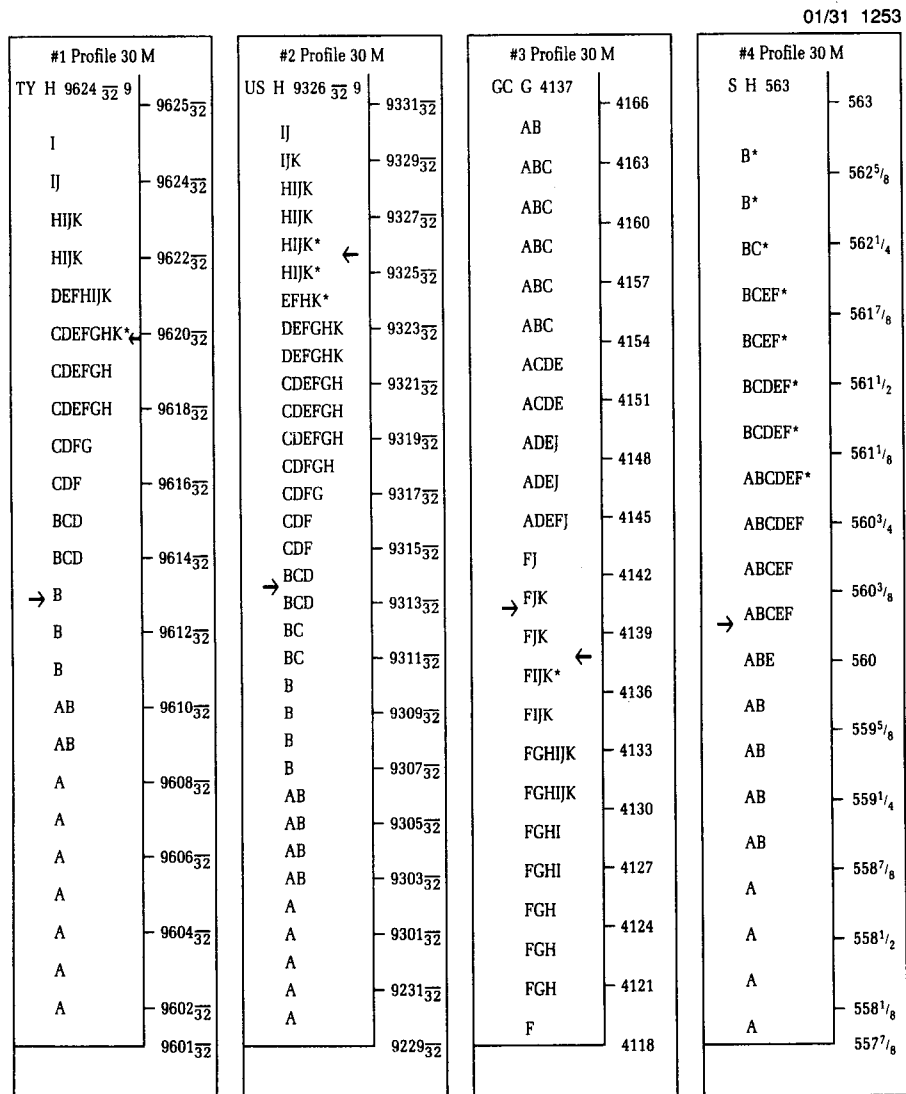 01/31 1253
#1 Profile 30 M
TY H 9624 32 9
9625 32
I
IJ
9624 32
HIJK
HIJK
9622 32
DEFHIJK
CDEFGHK*
9620 32
CDEFGH
CDEFGH
9618 32
CDFG
CDF
9616 32
BCD
BCD
9614 32
→ B
B
9612 32
B
AB
9610 32
AB
A
9608 32
A
A
9606 32
A
A
9604 32
A
A
9602 32
9601 32
#2 Profile 30 M
US H 9326 32 9
9331 32
IJ
IJK
9329 32
HIJK
HIJK
9327 32
HIJK*
←
HIJK*
9325 32
EFHK*
DEFGHK
9323 32
DEFGHK
CDEFGH
9321 32
CDEFGH
CDEFGH
9319 32
CDFGH
CDFG
9317 32
CDF
CDF
9315 32
→ BCD
BCD
9313 32
BC
BC
9311 32
B
B
9309 32
B
B
9307 32
AB
AB
9305 32
AB
AB
9303 32
A
A
9301 32
A
A
9231 32
A
9229 32
#3 Profile 30 M
GC G 4137
4166
AB
ABC
4163
ABC
4160
ABC
ABC
4157
ABC
4154
ACDE
ACDE
4151
ADEJ
4148
ADEJ
ADEFJ
4145
FJ
4142
→ FJK
FJK
4139
←
FIJK*
4136
FIJK
FGHIJK
4133
FGHIJK
4130
FGHI
FGHI
4127
FGH
4124
FGH
FGH
4121
F
4118
#4 Profile 30 M
S H 563
563
B*
562 5/8
B*
BC*
562 1/4
BCEF*
561 7/8
BCEF*
BCDEF*
561 1/2
BCDEF*
561 1/8
ABCDEF*
ABCDEF
560 3/4
ABCEF
560 3/8
→ ABCEF
ABE
560
AB
559 5/8
AB
AB
559 1/4
AB
558 7/8
A
A
558 1/2
A
558 1/8
A
557 7/8